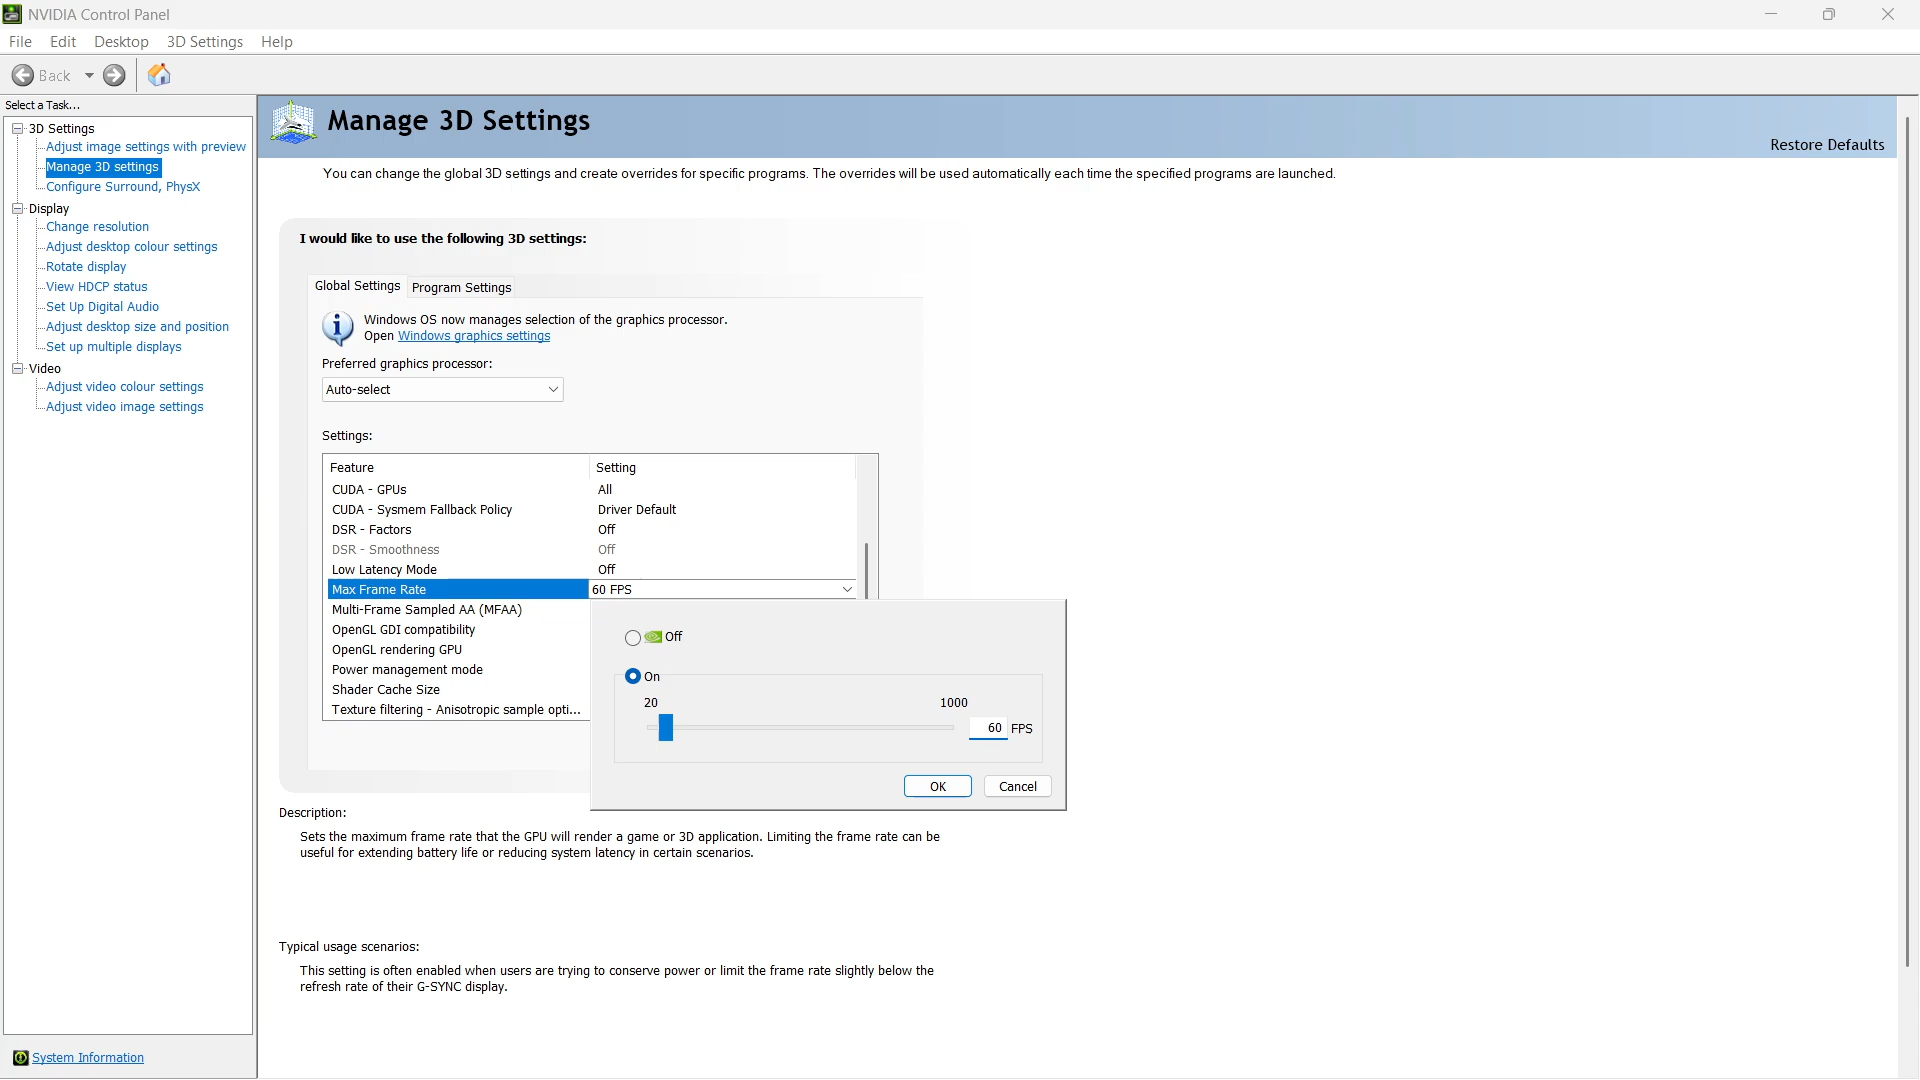 NVIDIA Control Panel
File Edit Desktop 3D Settings Help
Back
Select a Task...
3D Settings
Adjust image settings with preview
Manage 3D settings
Configure Surround, PhysX
Display
Change resolution
Adjust desktop colour settings
Rotate display
View HDCP status
Set Up Digital Audio
Adjust desktop size and position
Set up multiple displays
Video
Adjust video colour settings
Adjust video image settings
System Information
Manage 3D Settings
Restore Defaults
You can change the global 3D settings and create overrides for specific programs. The overrides will be used automatically each time the specified programs are launched.
I would like to use the following 3D settings:
Global Settings Program Settings
Windows OS now manages selection of the graphics processor.
Open Windows graphics settings
Preferred graphics processor:
Auto-select
Settings:
Feature Setting
CUDA - GPUs All
CUDA - Sysmem Fallback Policy Driver Default
DSR - Factors Off
DSR - Smoothness Off
Low Latency Mode Off
Max Frame Rate 60 FPS
Multi-Frame Sampled AA (MFAA)
OpenGL GDI compatibility
OpenGL rendering GPU
Power management mode
Shader Cache Size
Texture filtering - Anisotropic sample opti...
Off
On
20 1000
60 FPS
OK Cancel
Description:
Sets the maximum frame rate that the GPU will render a game or 3D application. Limiting the frame rate can be
useful for extending battery life or reducing system latency in certain scenarios.
Typical usage scenarios:
This setting is often enabled when users are trying to conserve power or limit the frame rate slightly below the
refresh rate of their G-SYNC display.